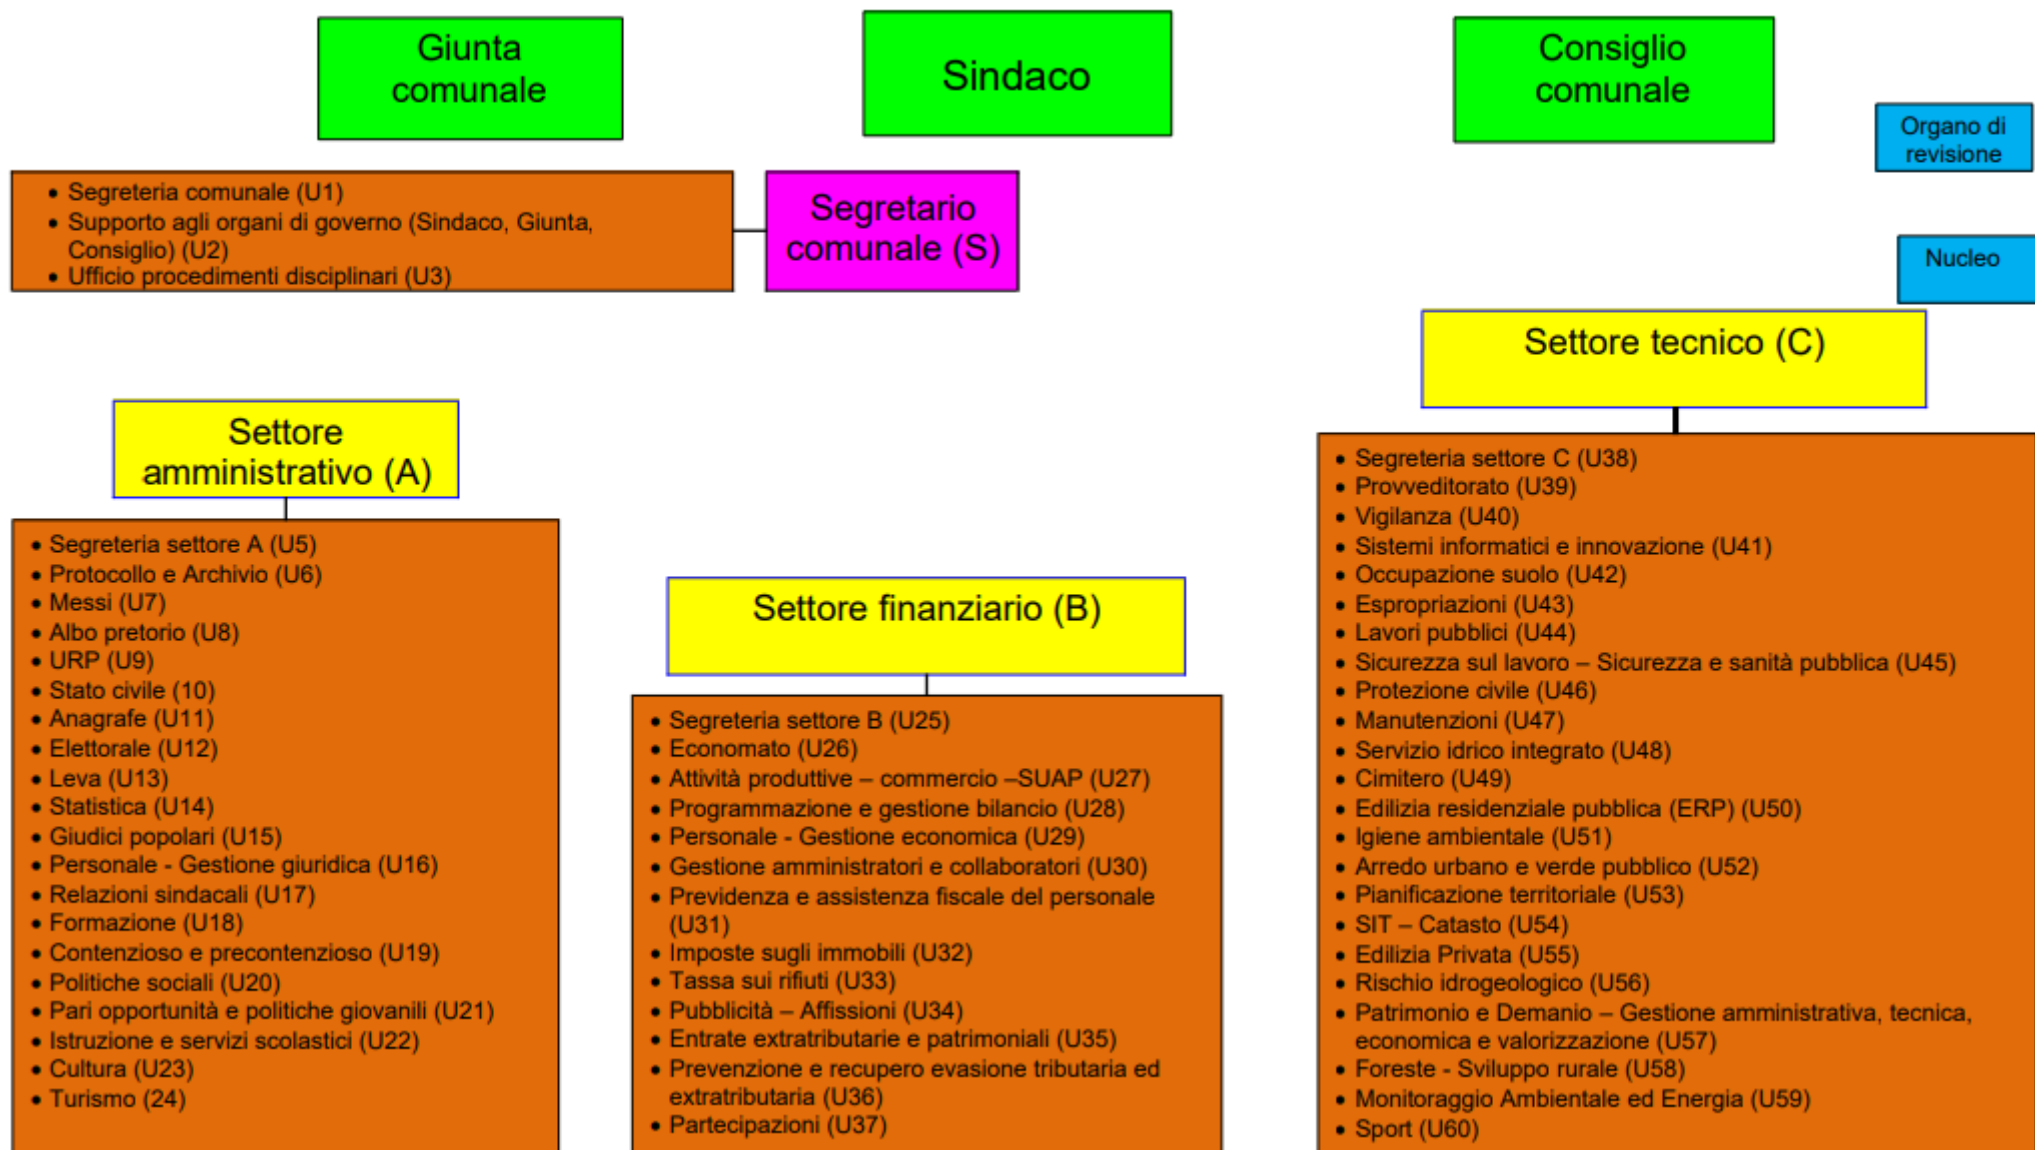 Giunta
comunale
Sindaco
Consiglio
comunale
Organo di
revisione
• Segreteria comunale (U1)
• Supporto agli organi di governo (Sindaco, Giunta,
Consiglio) (U2)
• Ufficio procedimenti disciplinari (U3)
Segretario
comunale (S)
Nucleo
Settore tecnico (C)
Settore
amministrativo (A)
• Segreteria settore A (U5)
• Protocollo e Archivio (U6)
• Messi (U7)
• Albo pretorio (U8)
• URP (U9)
• Stato civile (10)
• Anagrafe (U11)
• Elettorale (U12)
• Leva (U13)
• Statistica (U14)
• Giudici popolari (U15)
• Personale - Gestione giuridica (U16)
• Relazioni sindacali (U17)
• Formazione (U18)
• Contenzioso e precontenzioso (U19)
• Politiche sociali (U20)
• Pari opportunità e politiche giovanili (U21)
• Istruzione e servizi scolastici (U22)
• Cultura (U23)
• Turismo (24)
Settore finanziario (B)
• Segreteria settore B (U25)
• Economato (U26)
• Attività produttive – commercio –SUAP (U27)
• Programmazione e gestione bilancio (U28)
• Personale - Gestione economica (U29)
• Gestione amministratori e collaboratori (U30)
• Previdenza e assistenza fiscale del personale
(U31)
• Imposte sugli immobili (U32)
• Tassa sui rifiuti (U33)
• Pubblicità – Affissioni (U34)
• Entrate extratributarie e patrimoniali (U35)
• Prevenzione e recupero evasione tributaria ed
extratributaria (U36)
• Partecipazioni (U37)
• Segreteria settore C (U38)
• Provveditorato (U39)
• Vigilanza (U40)
• Sistemi informatici e innovazione (U41)
• Occupazione suolo (U42)
• Espropriazioni (U43)
• Lavori pubblici (U44)
• Sicurezza sul lavoro – Sicurezza e sanità pubblica (U45)
• Protezione civile (U46)
• Manutenzioni (U47)
• Servizio idrico integrato (U48)
• Cimitero (U49)
• Edilizia residenziale pubblica (ERP) (U50)
• Igiene ambientale (U51)
• Arredo urbano e verde pubblico (U52)
• Pianificazione territoriale (U53)
• SIT – Catasto (U54)
• Edilizia Privata (U55)
• Rischio idrogeologico (U56)
• Patrimonio e Demanio – Gestione amministrativa, tecnica,
economica e valorizzazione (U57)
• Foreste - Sviluppo rurale (U58)
• Monitoraggio Ambientale ed Energia (U59)
• Sport (U60)